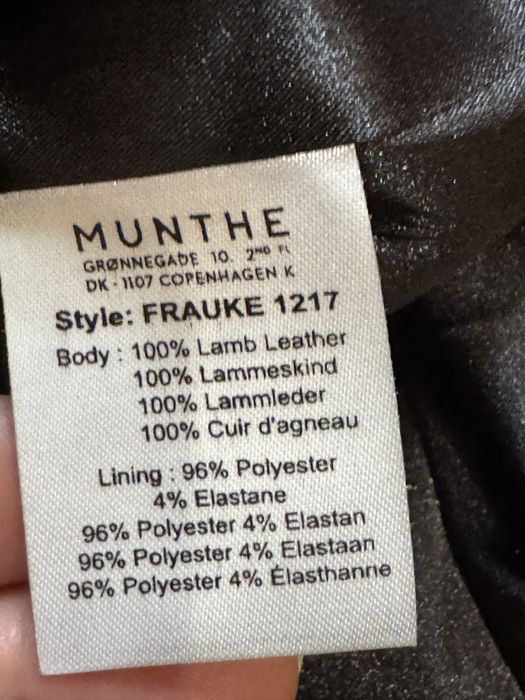 MUNTHE
GRØNNEGADE 10. 2ND FL
DK - 1107 COPENHAGEN K
Style: FRAUKE 1217
Body : 100% Lamb Leather
100% Lammeskind
100% Lammleder
100% Cuir d'agneau
Lining : 96% Polyester
4% Elastane
96% Polyester 4% Elastan
96% Polyester 4% Elastaan
96% Polyester 4% Élasthanne